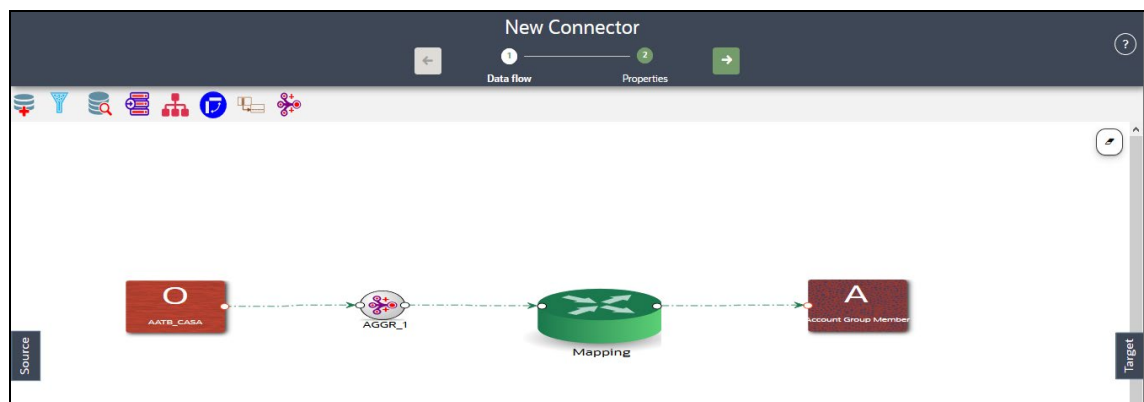 New Connector
?
1
2
Data flow
Properties
O
AATB_CASA
AGGR_1
Mapping
A
Account Group Member
Source
Target